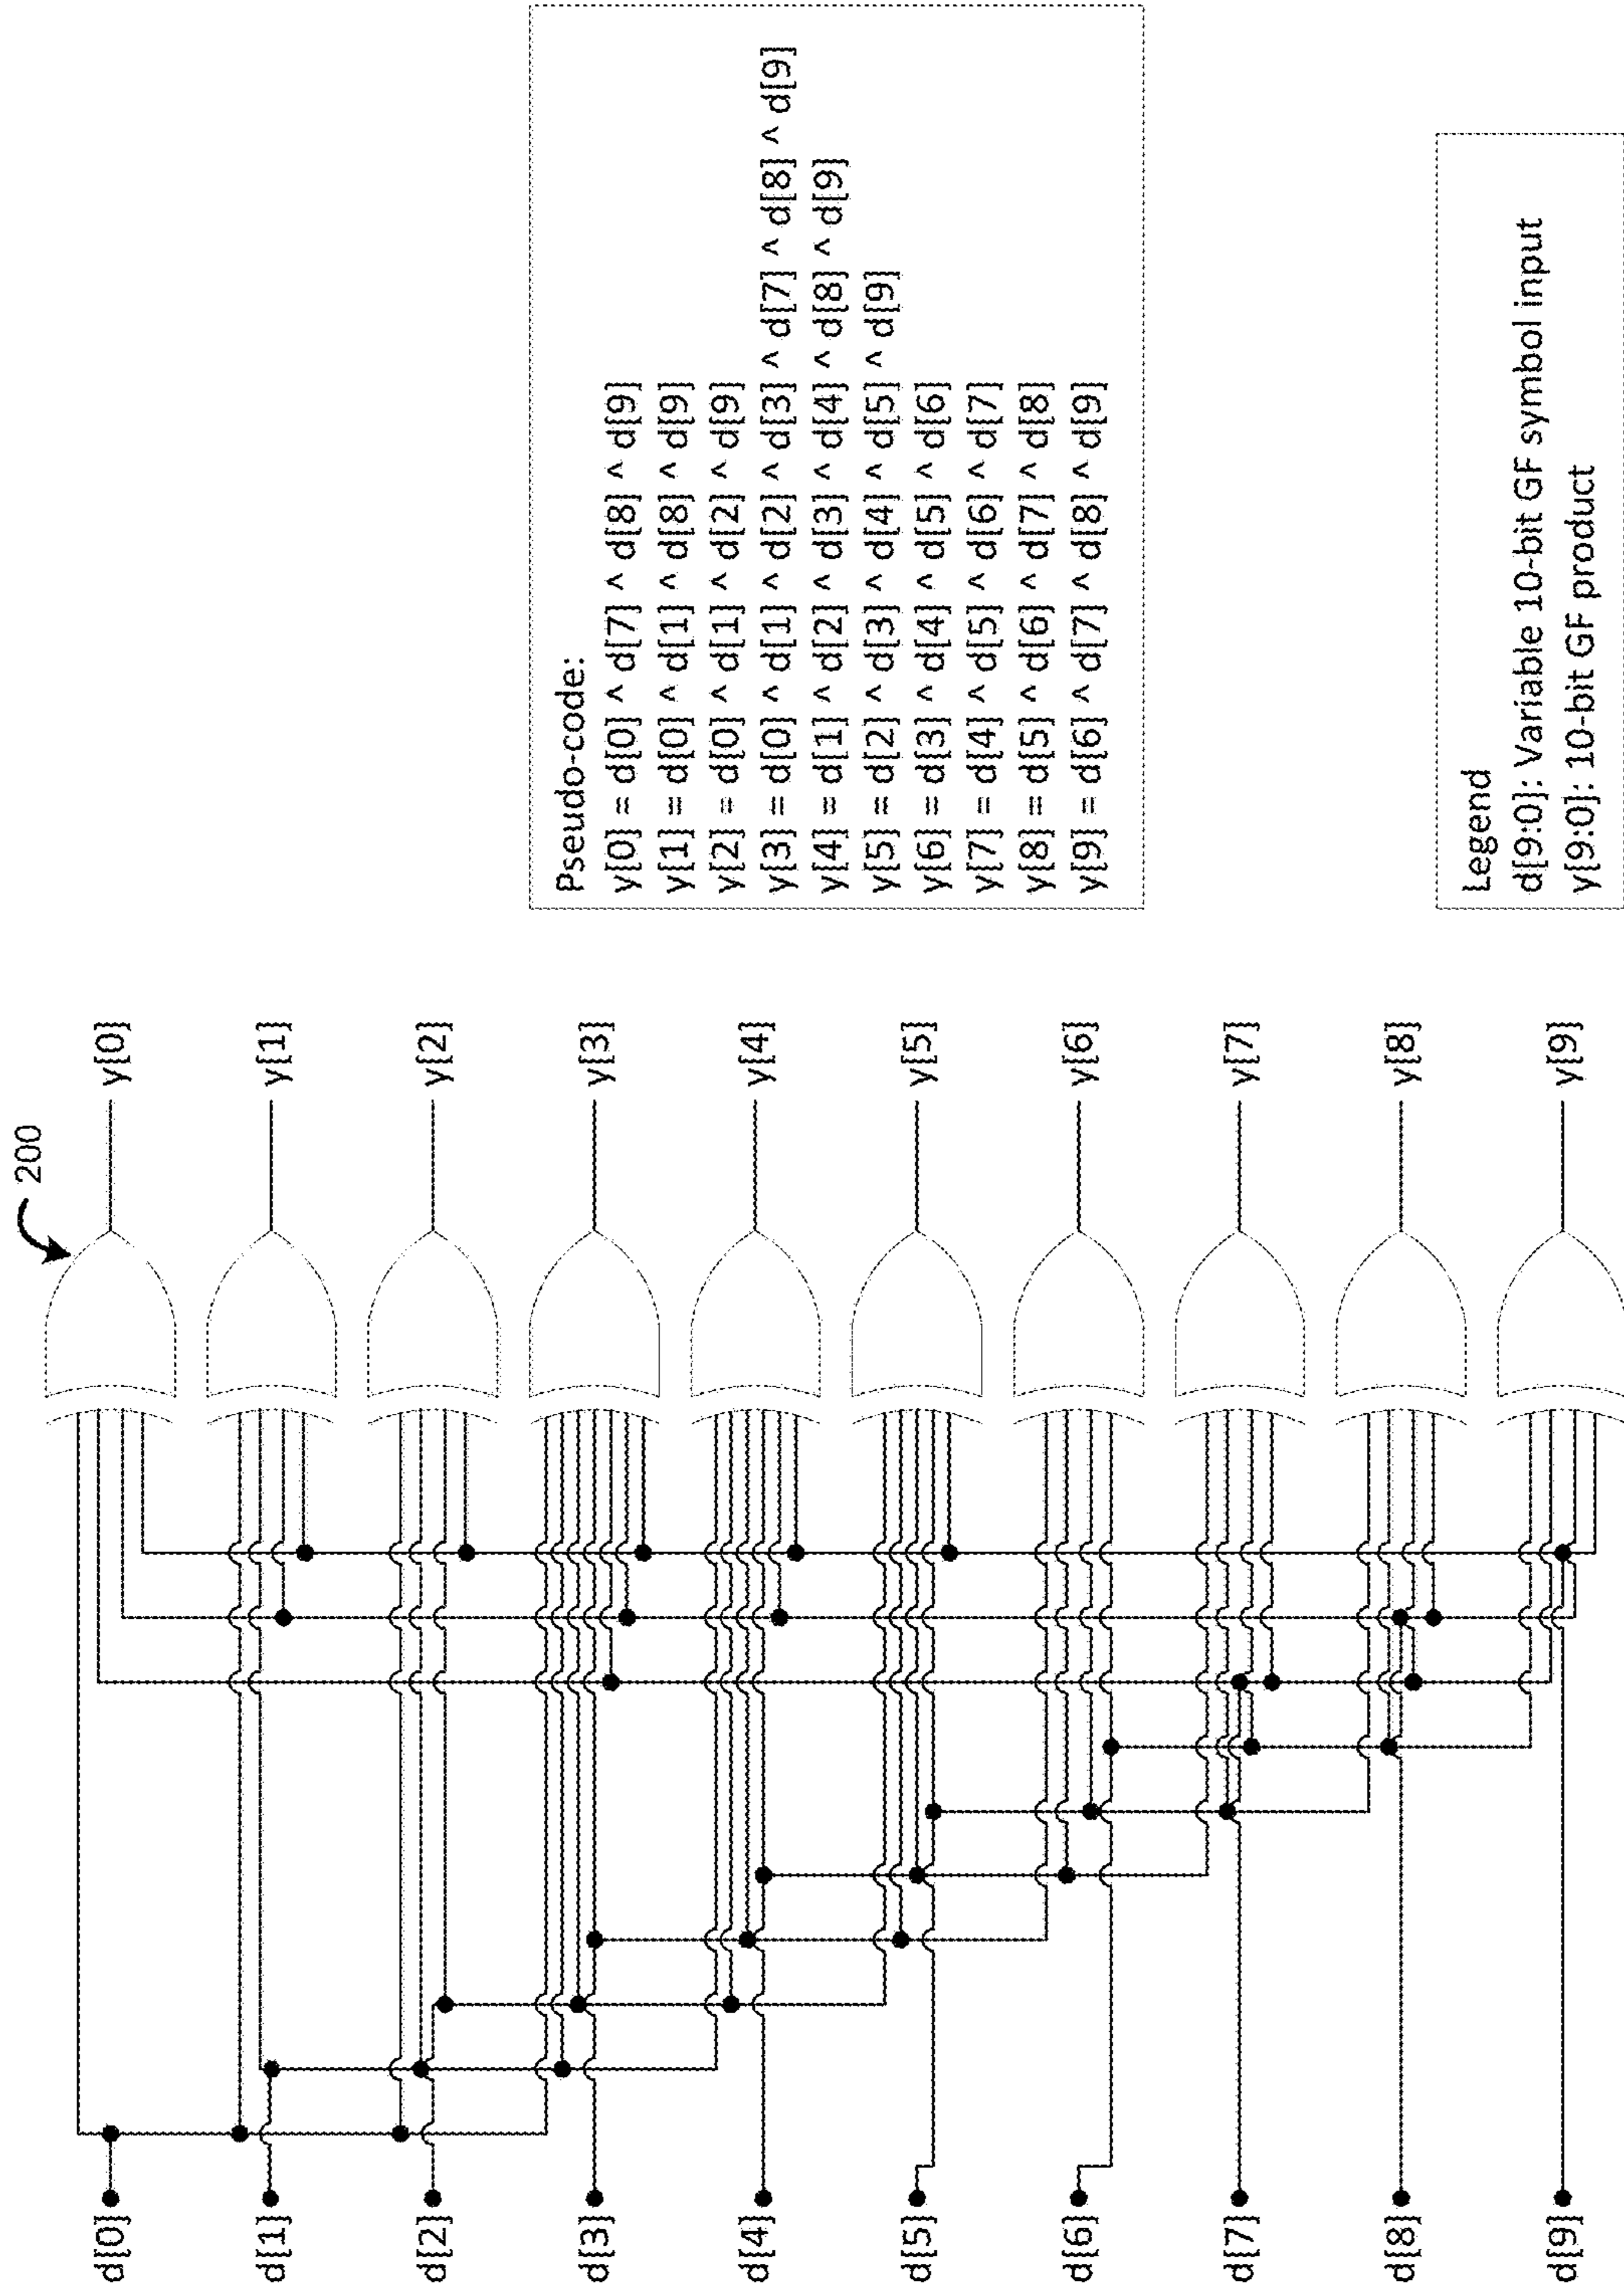 200
d[0]
d[1]
d[2]
d[3]
d[4]
d[5]
d[6]
d[7]
d[8]
d[9]
y[0]
y[1]
y[2]
y[3]
y[4]
y[5]
y[6]
y[7]
y[8]
y[9]
Pseudo-code:
y[0] = d[0] ^ d[7] ^ d[8] ^ d[9]
y[1] = d[0] ^ d[1] ^ d[8] ^ d[9]
y[2] = d[0] ^ d[1] ^ d[2] ^ d[9]
y[3] = d[0] ^ d[1] ^ d[2] ^ d[3] ^ d[7] ^ d[8] ^ d[9]
y[4] = d[1] ^ d[2] ^ d[3] ^ d[4] ^ d[8] ^ d[9]
y[5] = d[2] ^ d[3] ^ d[4] ^ d[5] ^ d[9]
y[6] = d[3] ^ d[4] ^ d[5] ^ d[6]
y[7] = d[4] ^ d[5] ^ d[6] ^ d[7]
y[8] = d[5] ^ d[6] ^ d[7] ^ d[8]
y[9] = d[6] ^ d[7] ^ d[8] ^ d[9]
Legend
d[9:0]: Variable 10-bit GF symbol input
y[9:0]: 10-bit GF product